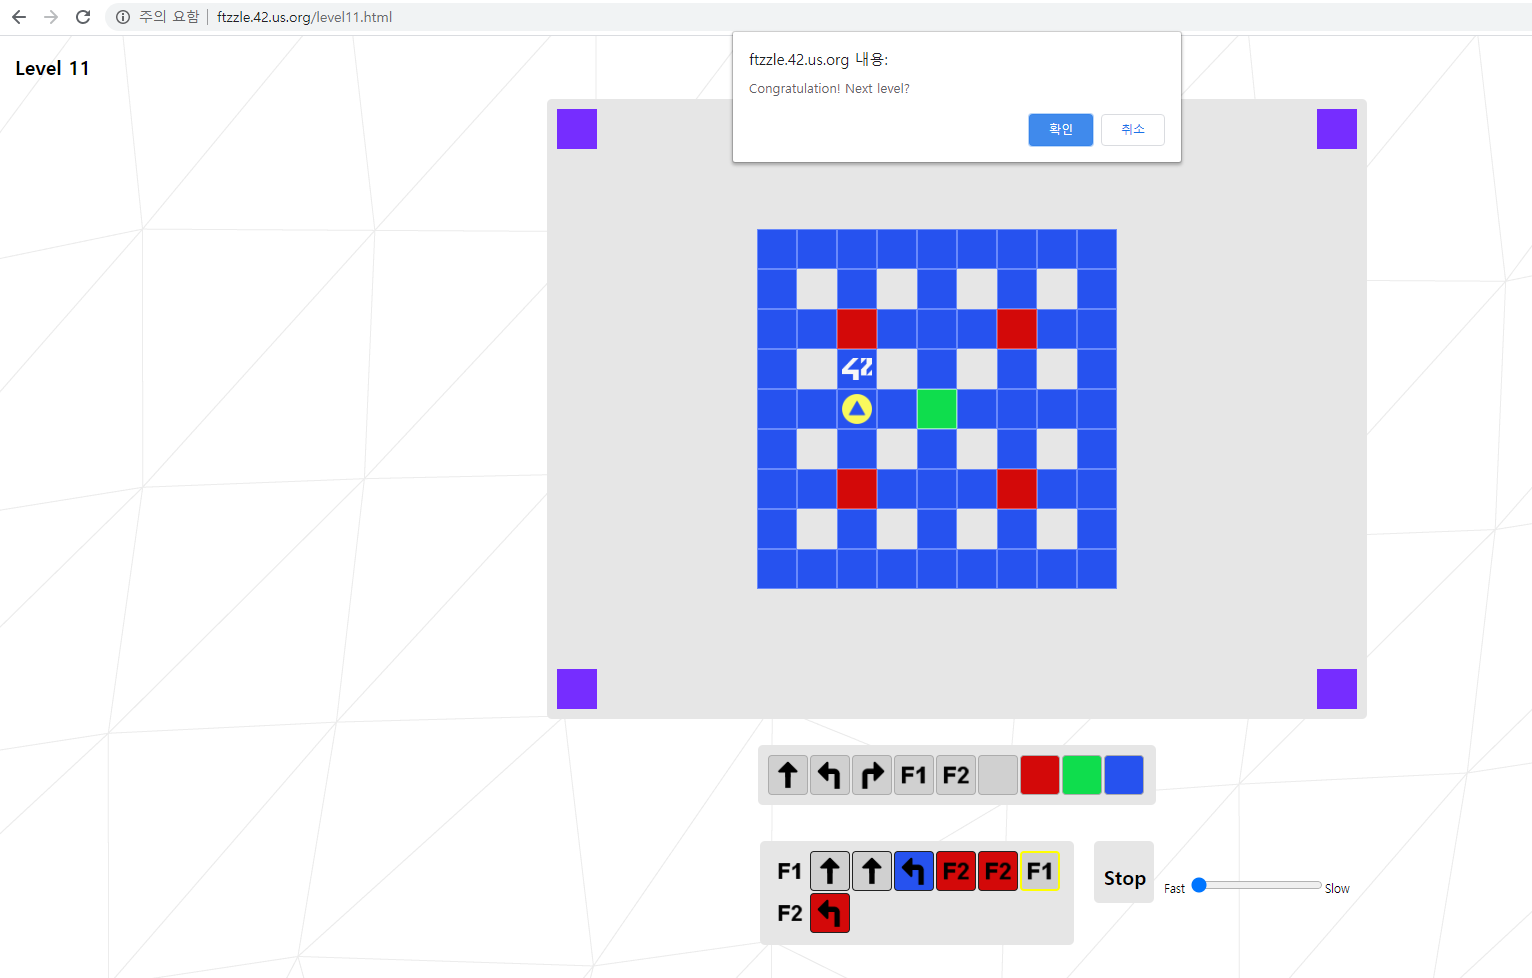 주의 요함 ftzzle.42.us.org/level11.html
Level 11
ftzzle.42.us.org 내용:
Congratulation! Next level?
확인 취소
42
F1 F2
F1 F2 F2 F1
F2
Stop
Fast Slow